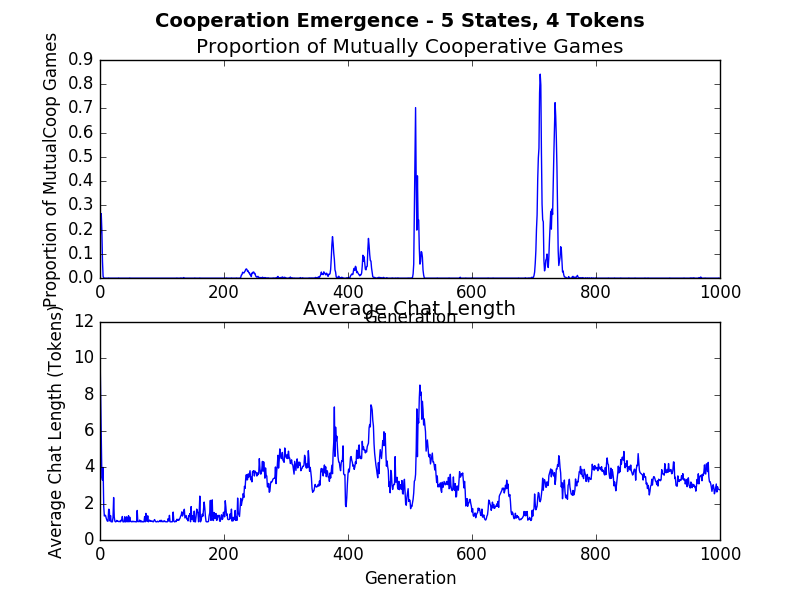 Cooperation Emergence - 5 States, 4 Tokens
Proportion of Mutually Cooperative Games
Proportion of MutualCoop Games
0.9
0.8
0.7
0.6
0.5
0.4
0.3
0.2
0.1
0.0
0 200 400 600 800 1000
Generation
Average Chat Length
Average Chat Length (Tokens)
12
10
8
6
4
2
0
0 200 400 600 800 1000
Generation